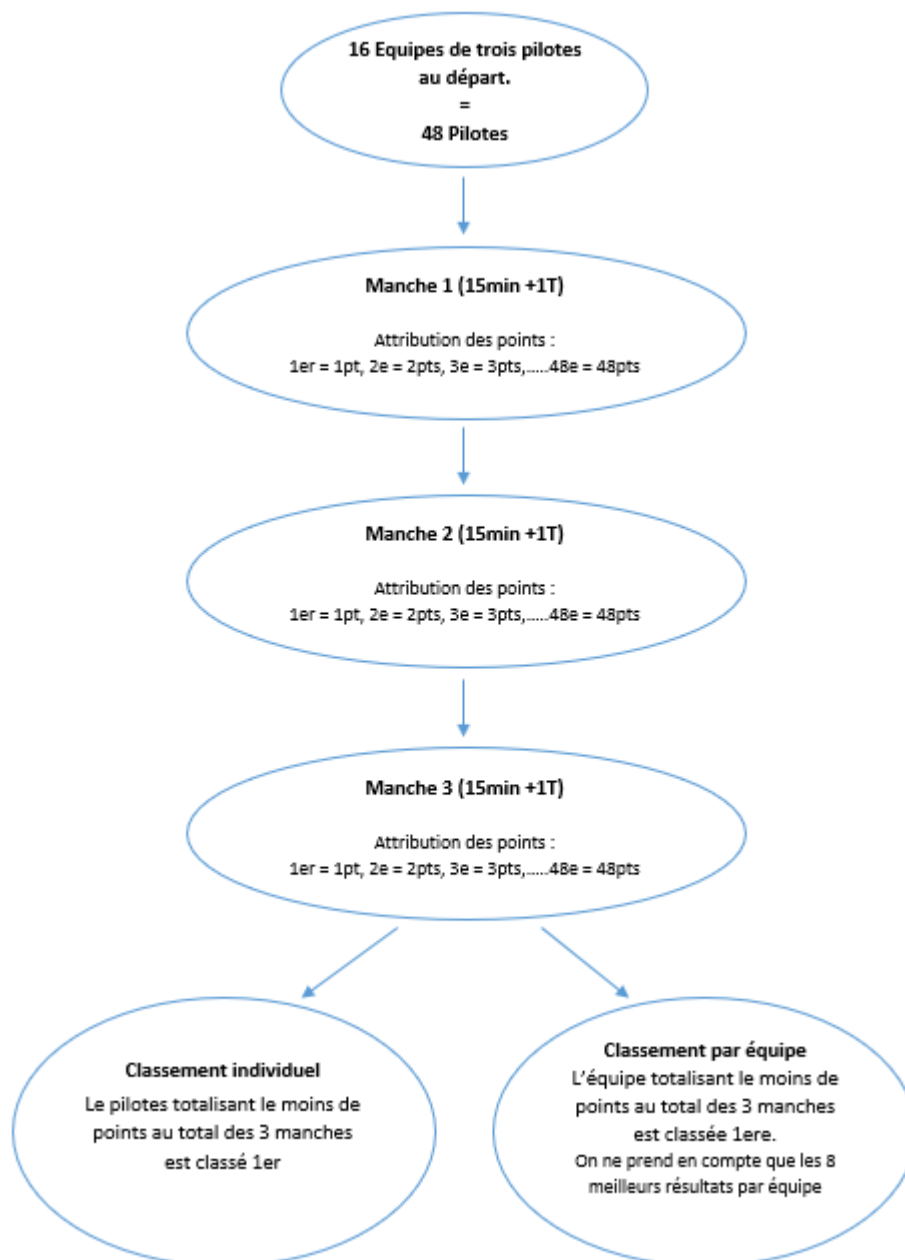 16 Equipes de trois pilotes
au départ.
=
48 Pilotes
Manche 1 (15min +1T)
Attribution des points :
1er = 1pt, 2e = 2pts, 3e = 3pts,.....48e = 48pts
Manche 2 (15min +1T)
Attribution des points :
1er = 1pt, 2e = 2pts, 3e = 3pts,.....48e = 48pts
Manche 3 (15min +1T)
Attribution des points :
1er = 1pt, 2e = 2pts, 3e = 3pts,.....48e = 48pts
Classement individuel
Le pilotes totalisant le moins de
points au total des 3 manches
est classé 1er
Classement par équipe
L'équipe totalisant le moins de
points au total des 3 manches
est classée 1ere.
On ne prend en compte que les 8
meilleurs résultats par équipe